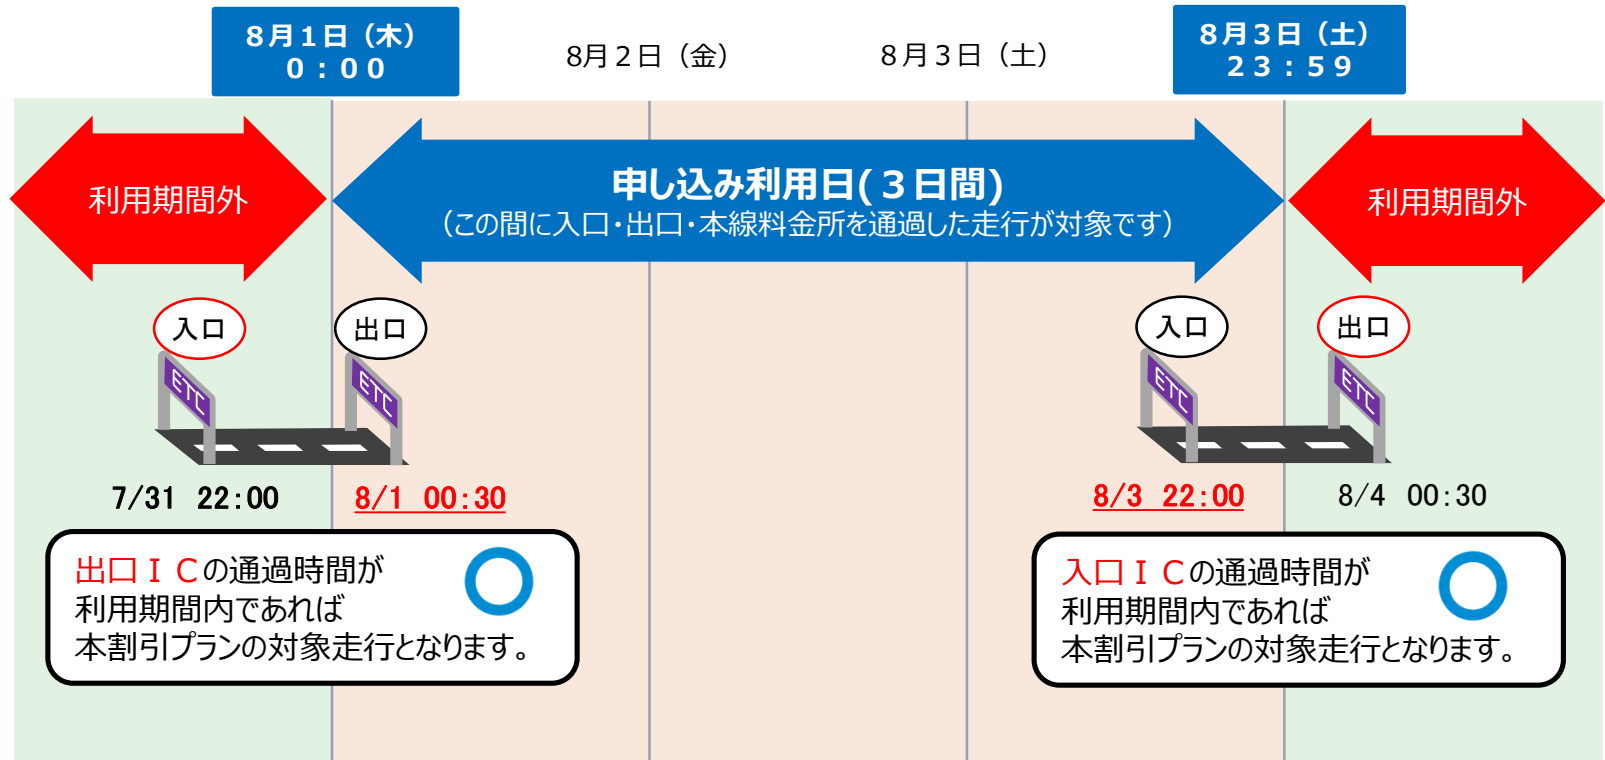 ８月１日（木）
０：００
8月２日（金）
８月３日（土）
８月３日（土）
２３：５９
利用期間外
申し込み利用日(３日間)
（この間に入口・出口・本線料金所を通過した走行が対象です）
利用期間外
入口
出口
入口
出口
ETC
ETC
ETC
ETC
7/31 22:00
8/1 00:30
8/3 22:00
8/4 00:30
出口ＩＣの通過時間が
利用期間内であれば
本割引プランの対象走行となります。
入口ＩＣの通過時間が
利用期間内であれば
本割引プランの対象走行となります。